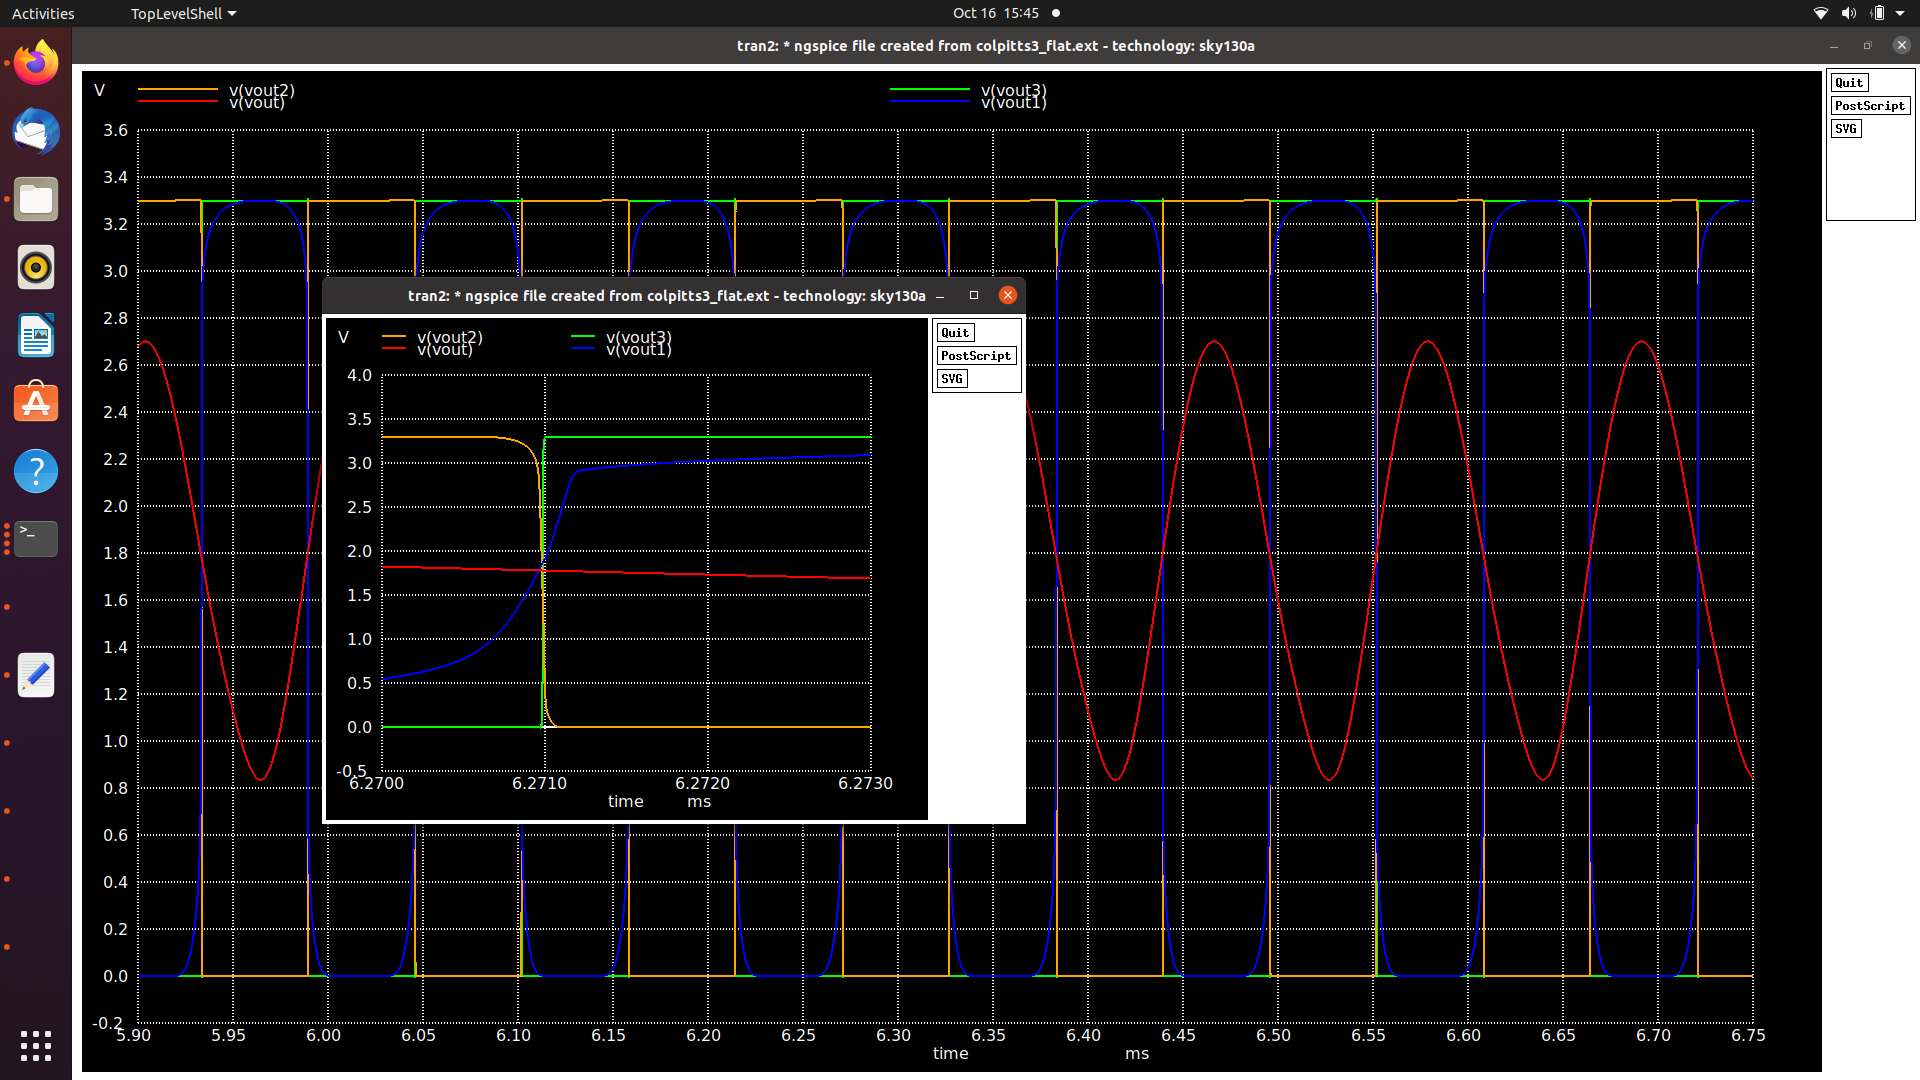 Activities
TopLevelShell
Oct 16 15:45
tran2: * ngspice file created from colpitts3_flat.ext - technology: sky130a
Quit
PostScript
SVG
V
v(vout2)
v(vout)
v(vout3)
v(vout1)
3.6
3.4
3.2
3.0
2.8
2.6
2.4
2.2
2.0
1.8
1.6
1.4
1.2
1.0
0.8
0.6
0.4
0.2
0.0
-0.2
5.90 5.95 6.00 6.05 6.10 6.15 6.20 6.25 6.30 6.35 6.40 6.45 6.50 6.55 6.60 6.65 6.70 6.75
time ms
tran2: * ngspice file created from colpitts3_flat.ext - technology: sky130a
Quit
PostScript
SVG
V
v(vout2)
v(vout)
v(vout3)
v(vout1)
4.0
3.5
3.0
2.5
2.0
1.5
1.0
0.5
0.0
-0.5
6.2700 6.2710 6.2720 6.2730
time ms